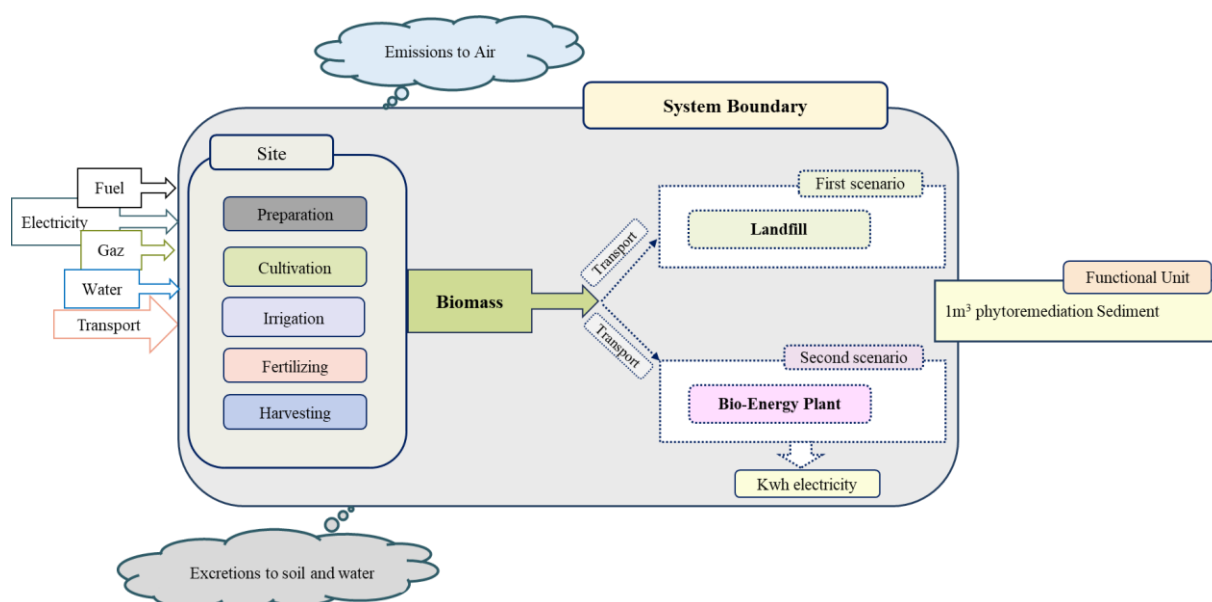 Emissions to Air
System Boundary
Site
Fuel
Electricity
Gaz
Water
Transport
Preparation
Cultivation
Irrigation
Fertilizing
Harvesting
Biomass
Transport
Transport
First scenario
Landfill
Second scenario
Bio-Energy Plant
Kwh electricity
Functional Unit
1m³ phytoremediation Sediment
Excretions to soil and water